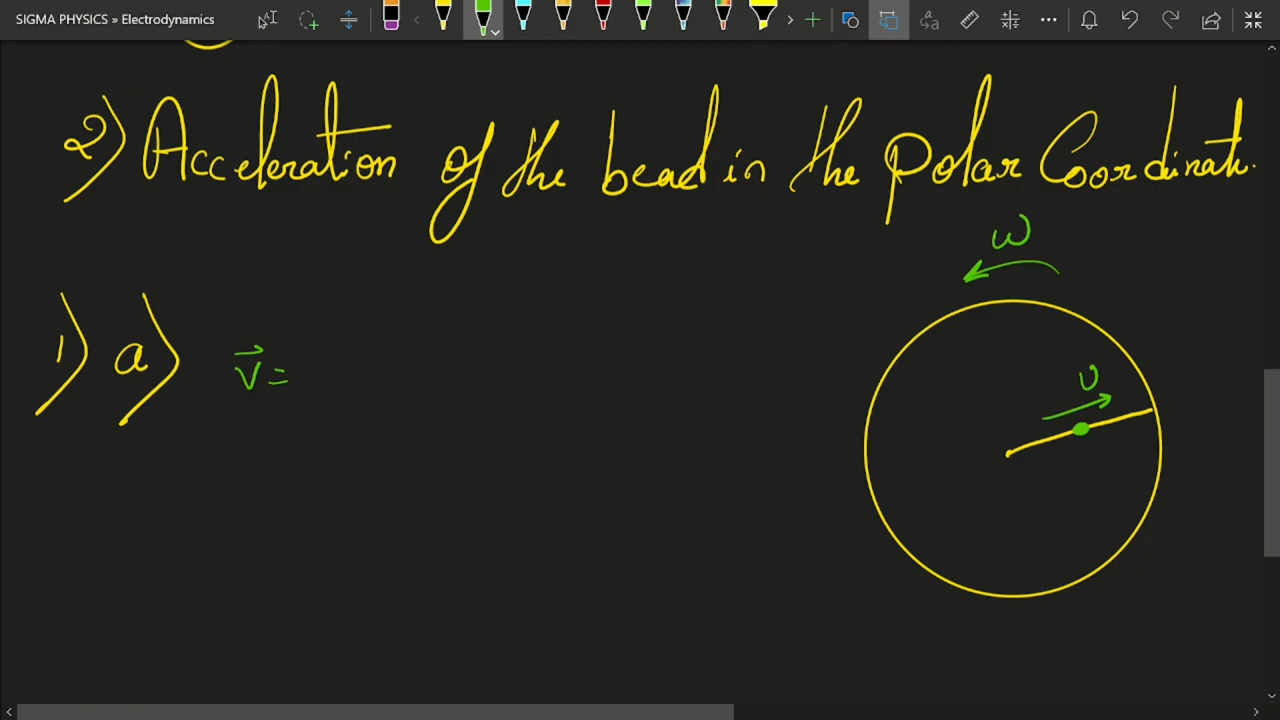 SIGMA PHYSICS » Electrodynamics
2) Acceleration of the bead in the Polar Coordinate.
ω
1) a) v⃗ =
υ